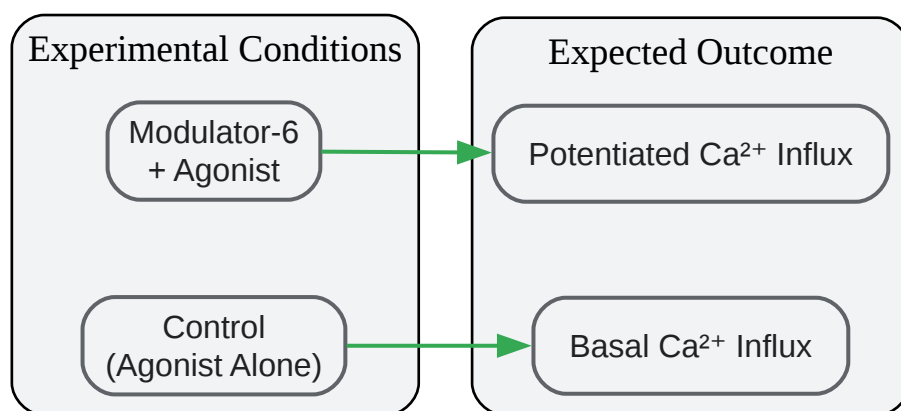 Experimental Conditions
Modulator-6
+ Agonist
Control
(Agonist Alone)
Expected Outcome
Potentiated Ca²⁺ Influx
Basal Ca²⁺ Influx